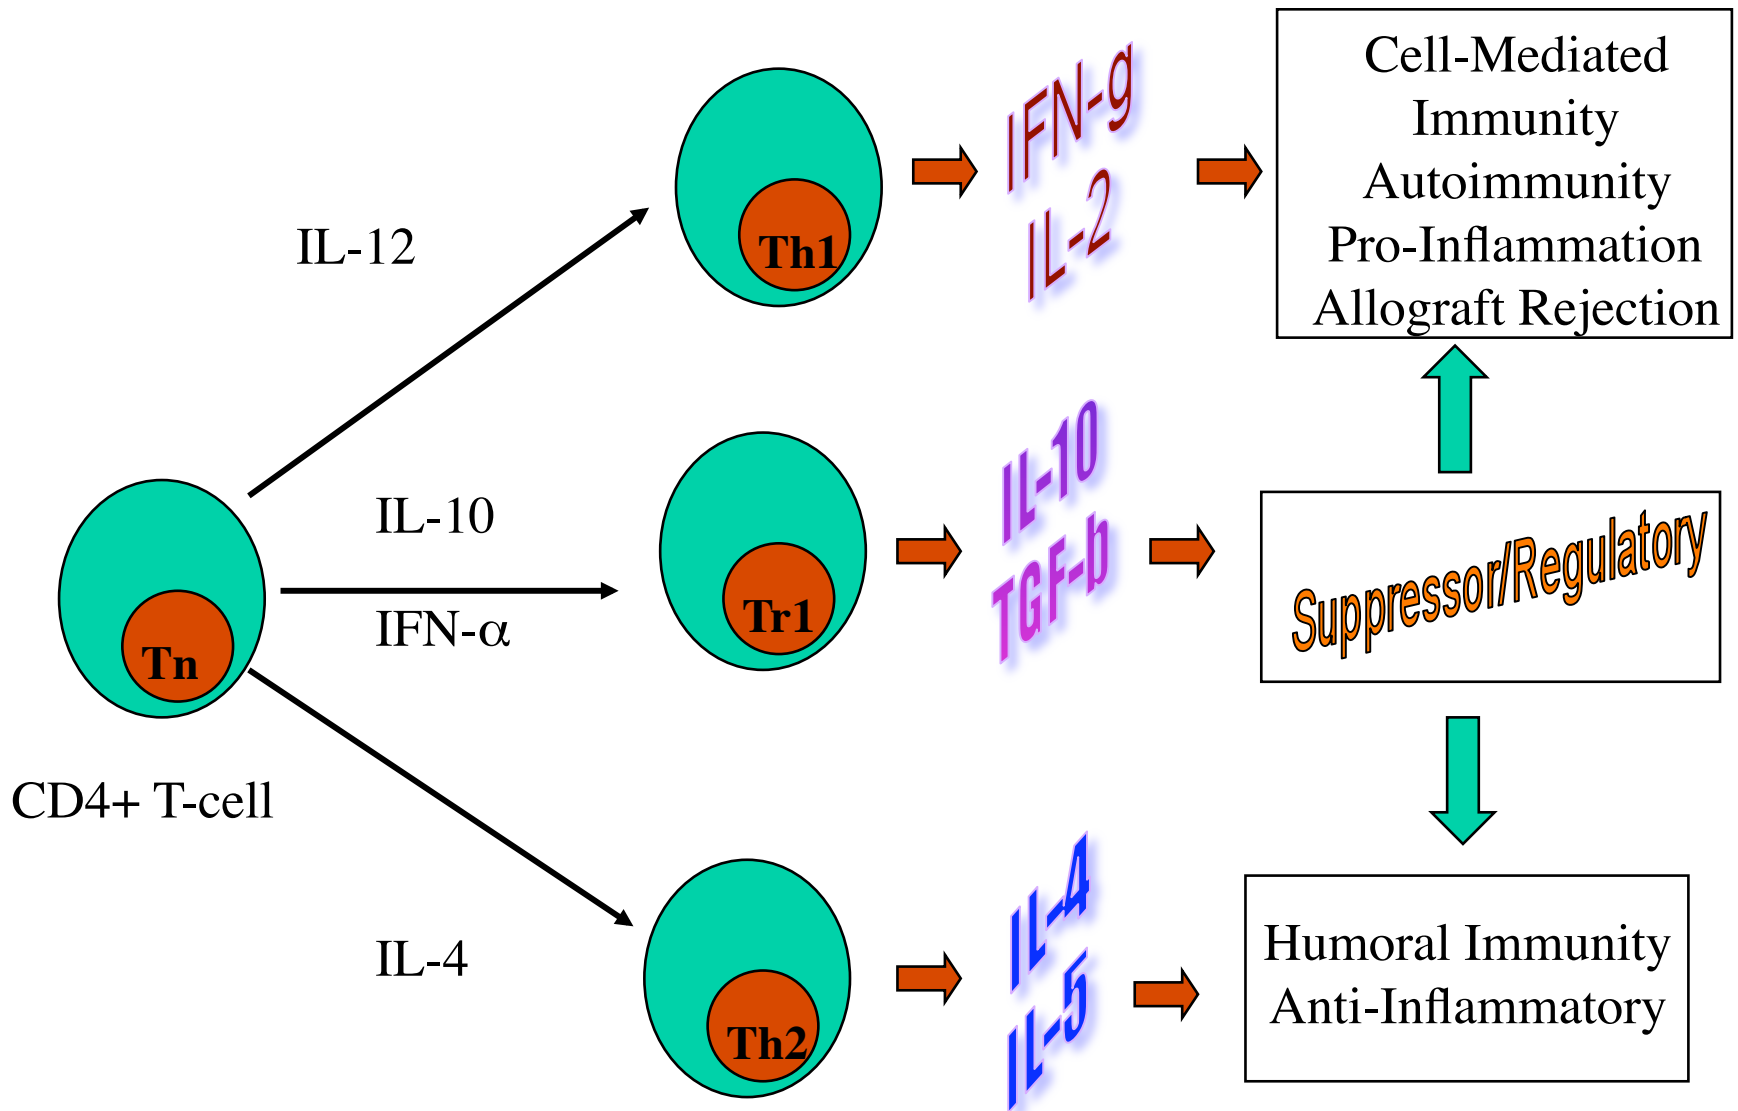 IL-12
Th1
IFN-g
IL-2
Cell-Mediated
Immunity
Autoimmunity
Pro-Inflammation
Allograft Rejection
Tn
CD4+ T-cell
IL-10
IFN-α
Tr1
IL-10
TGF-b
Suppressor/Regulatory
IL-4
Th2
IL-4
IL-5
Humoral Immunity
Anti-Inflammatory